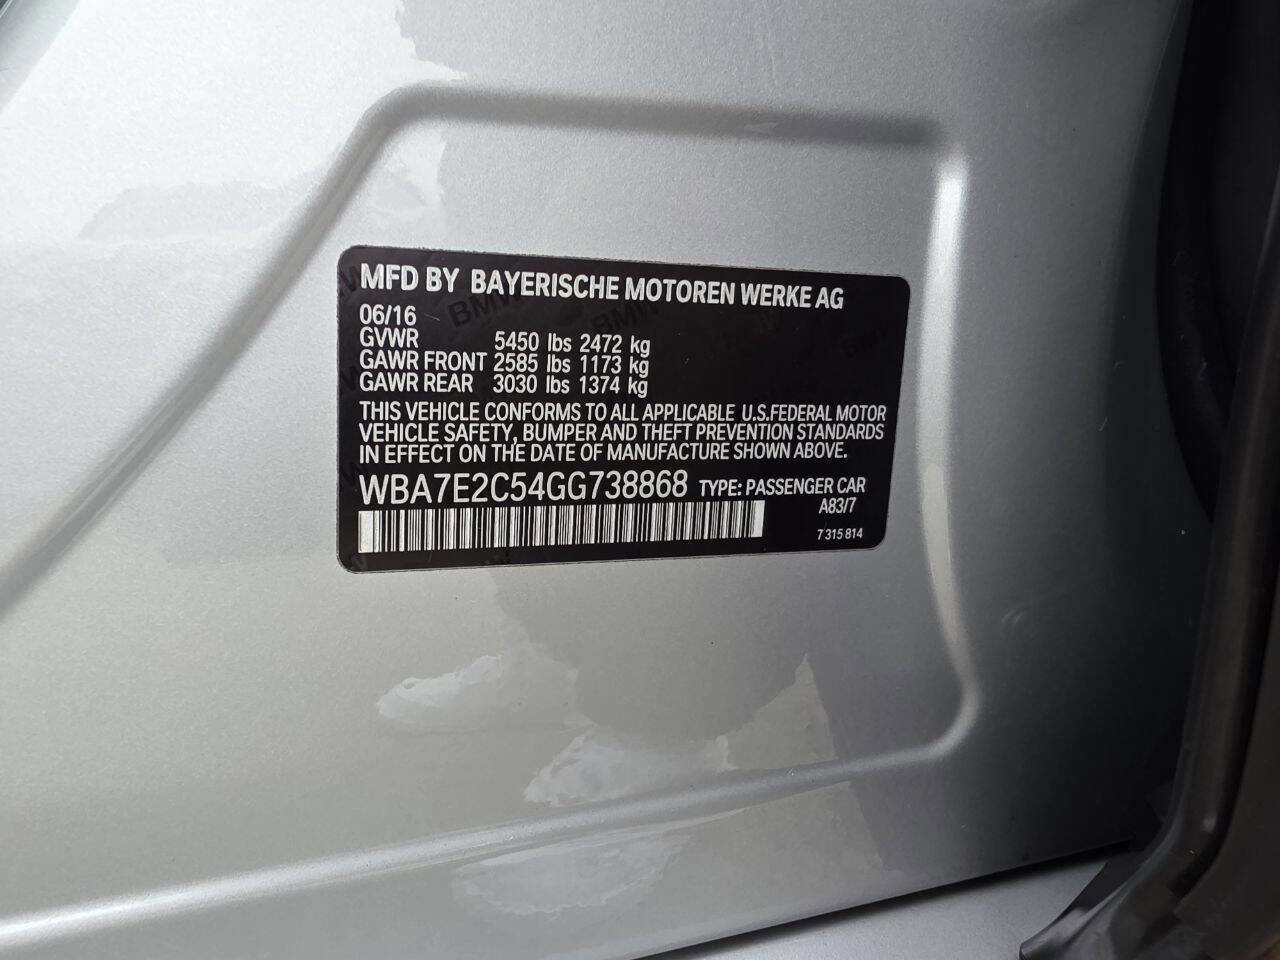 MFD BY BAYERISCHE MOTOREN WERKE AG
06/16
GVWR 5450 lbs 2472 kg
GAWR FRONT 2585 lbs 1173 kg
GAWR REAR 3030 lbs 1374 kg
THIS VEHICLE CONFORMS TO ALL APPLICABLE U.S.FEDERAL MOTOR
VEHICLE SAFETY, BUMPER AND THEFT PREVENTION STANDARDS
IN EFFECT ON THE DATE OF MANUFACTURE SHOWN ABOVE.
WBA7E2C54GG738868 TYPE: PASSENGER CAR
A83/7
7 315 814